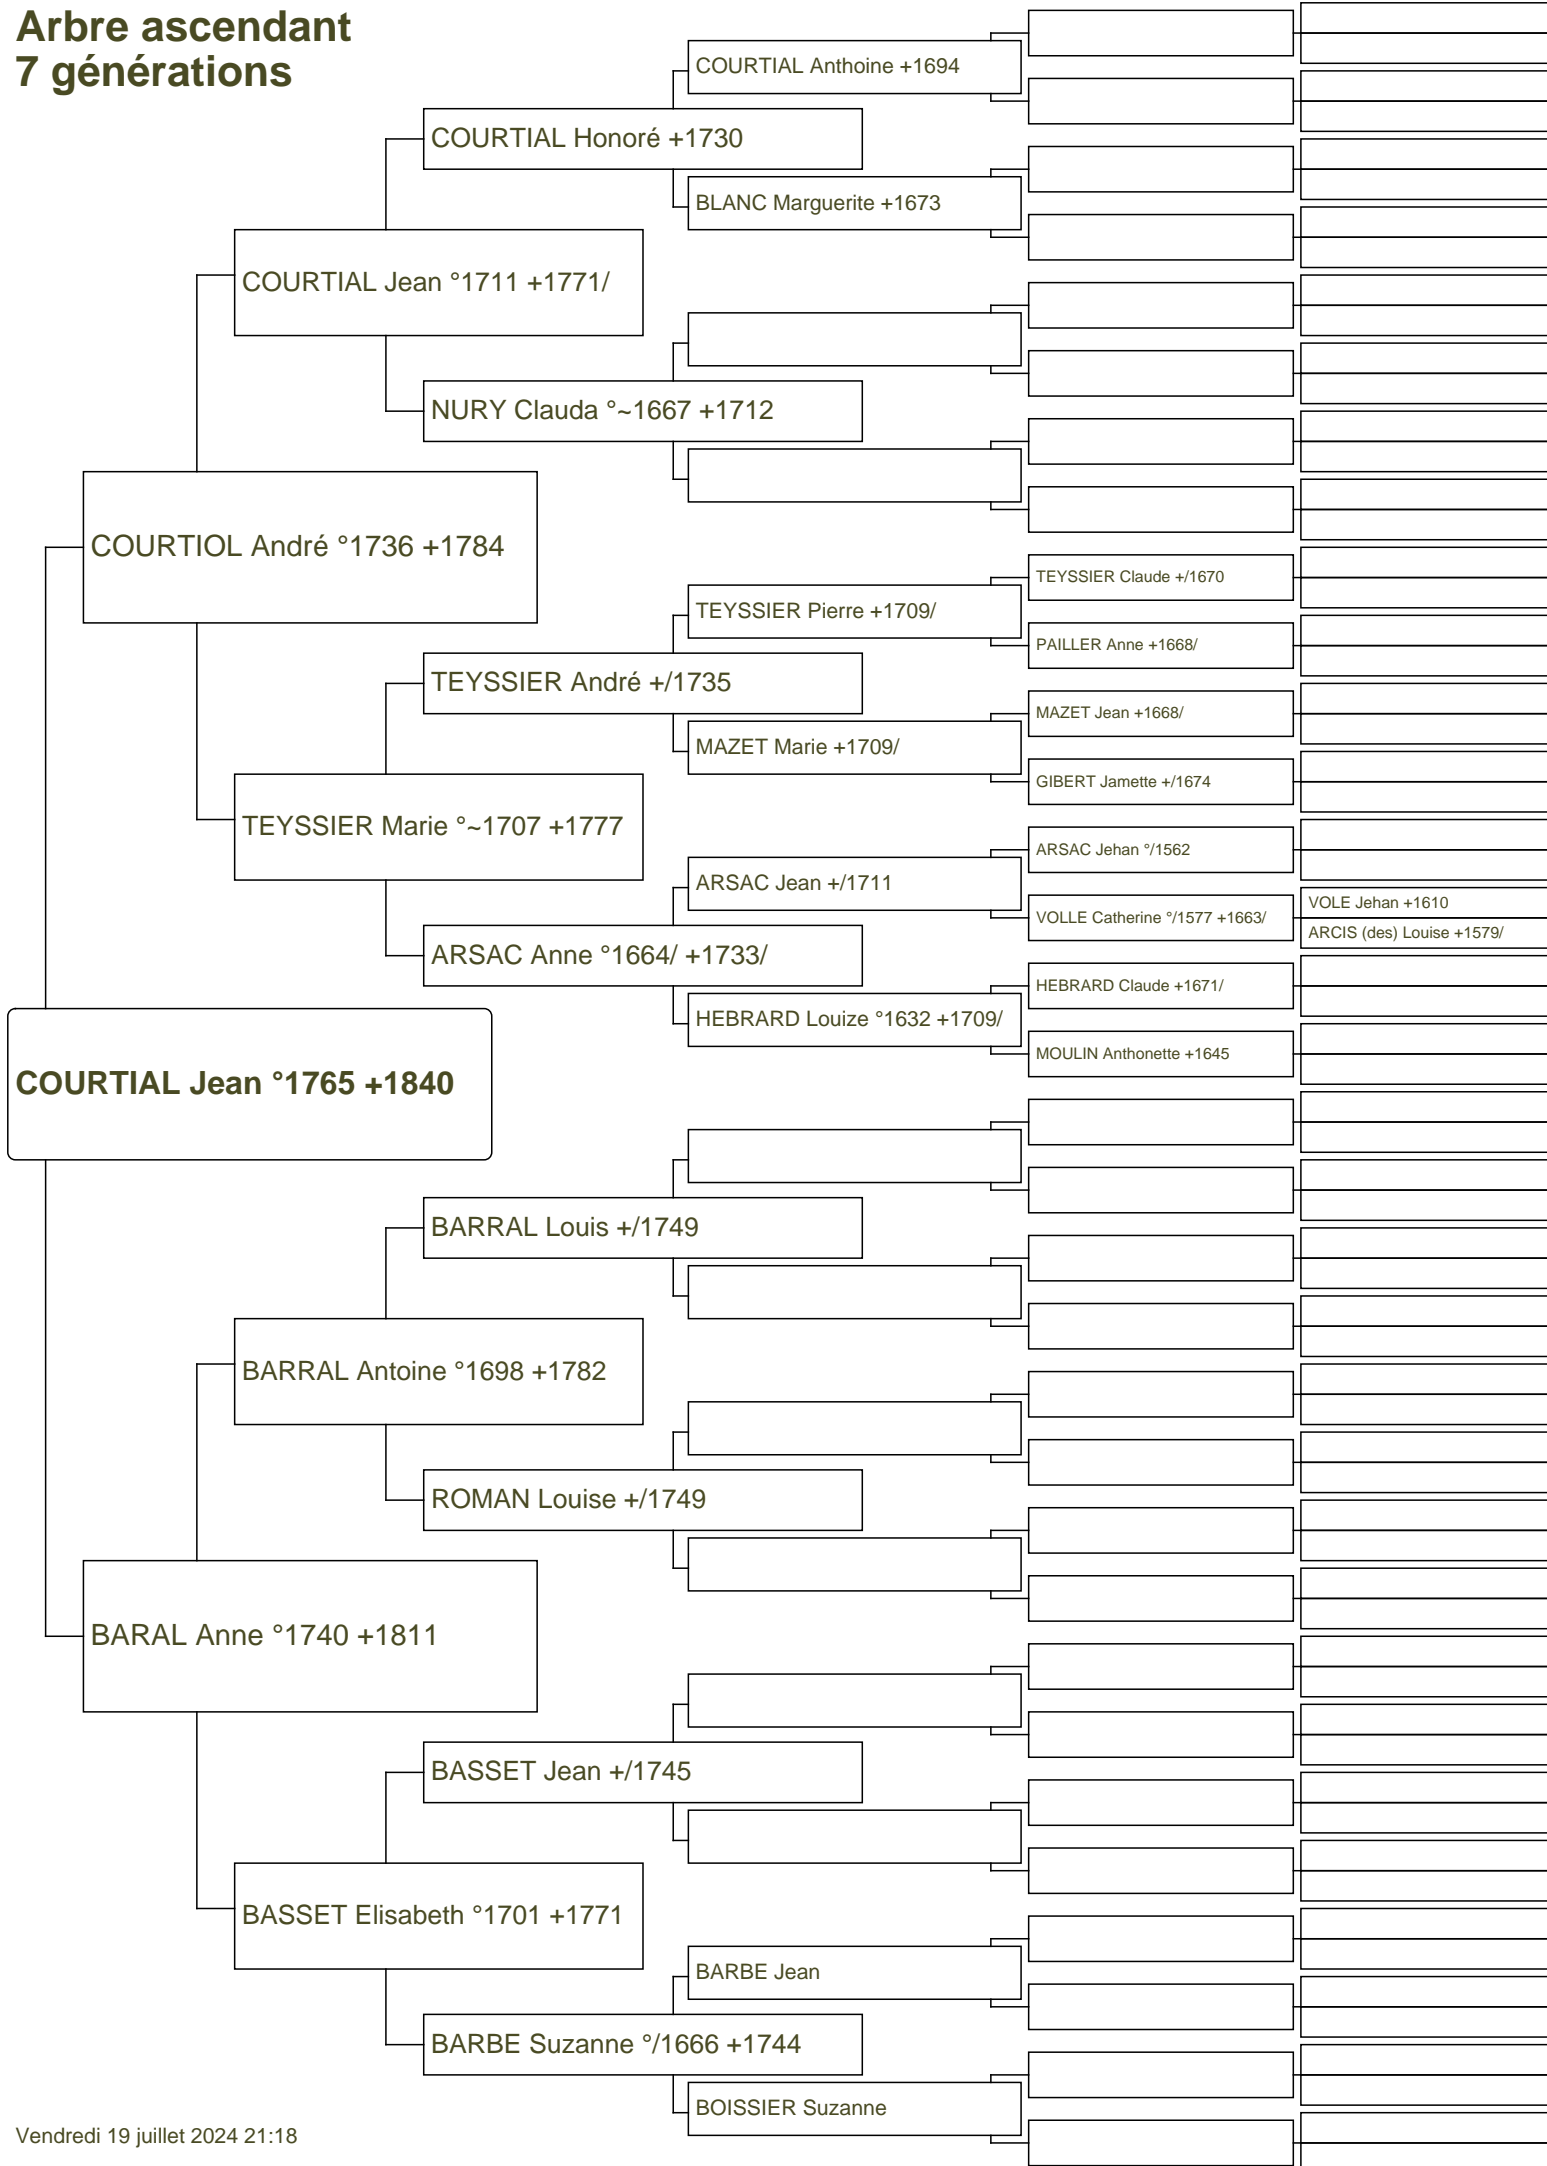 Arbre ascendant
7 générations
COURTIAL Anthoine +1694
COURTIAL Honoré +1730
BLANC Marguerite +1673
COURTIAL Jean °1711 +1771/
NURY Clauda °~1667 +1712
COURTIOL André °1736 +1784
TEYSSIER Claude +/1670
TEYSSIER Pierre +1709/
PAILLER Anne +1668/
TEYSSIER André +/1735
MAZET Jean +1668/
MAZET Marie +1709/
GIBERT Jamette +/1674
TEYSSIER Marie °~1707 +1777
ARSAC Jehan °/1562
ARSAC Jean +/1711
VOLE Jehan +1610
VOLLE Catherine °/1577 +1663/
ARCIS (des) Louise +1579/
ARSAC Anne °1664/ +1733/
HEBRARD Claude +1671/
HEBRARD Louize °1632 +1709/
MOULIN Anthonette +1645
COURTIAL Jean °1765 +1840
BARRAL Louis +/1749
BARRAL Antoine °1698 +1782
ROMAN Louise +/1749
BARAL Anne °1740 +1811
BASSET Jean +/1745
BASSET Elisabeth °1701 +1771
BARBE Jean
BARBE Suzanne °/1666 +1744
BOISSIER Suzanne
Vendredi 19 juillet 2024 21:18